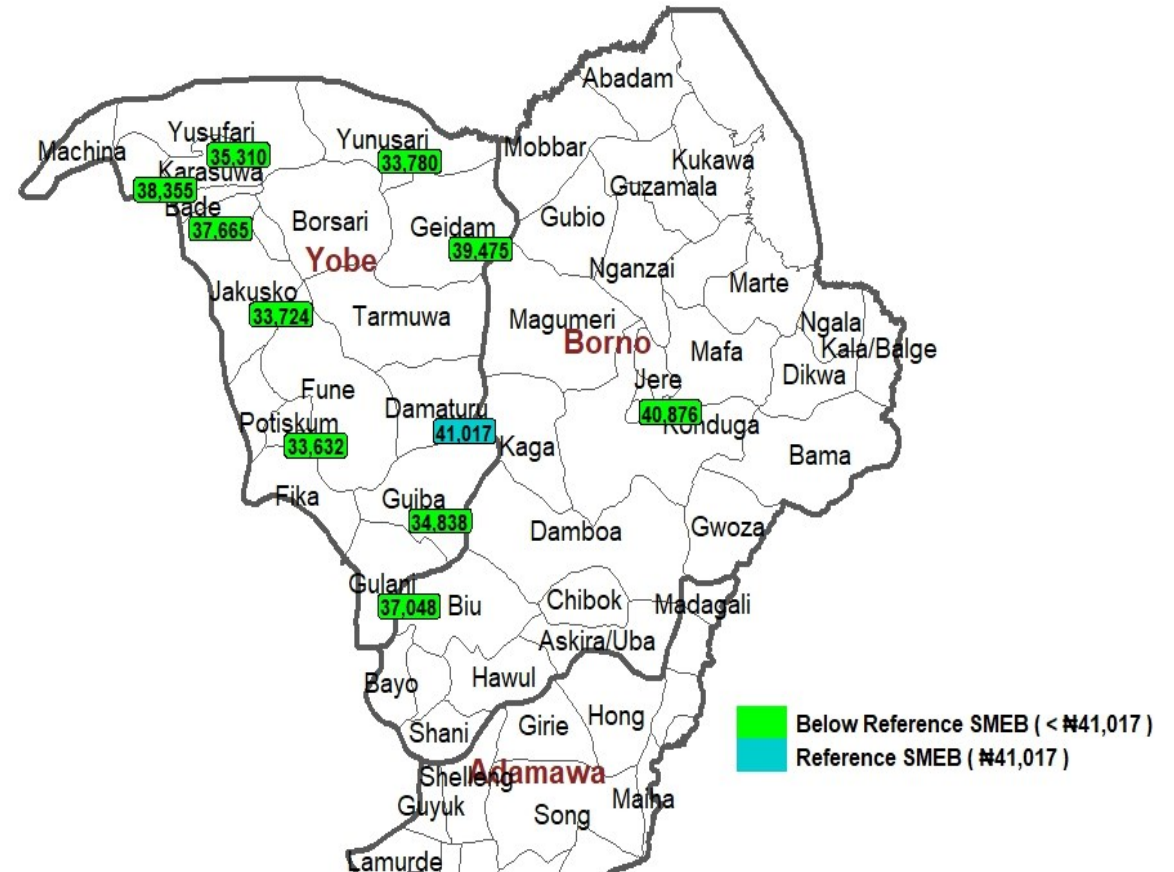 Abadam
Yusufari
Yunusari
Machina
Mobbar
35,310
33,780
Kukawa
Karasuwa
38,355
Guzamala
Bade
37,665
Borsari
Geidam
Gubio
39,475
Yobe
Nganzai
Marte
Jakusko
33,724
Tarmuwa
Magumeri
Ngala
Borno
Mafa
Kala/Balge
Jere
Dikwa
Fune
Damaturu
40,876
Potiskum
41,017
Konduga
33,632
Kaga
Bama
Fika
Gujba
34,838
Damboa
Gwoza
Gulani
37,048
Biu
Chibok
Madagali
Askira/Uba
Bayo
Hawul
Hong
Girie
Shani
Below Reference SMEB ( < ₦41,017 )
Reference SMEB ( ₦41,017 )
Adamawa
Shelleng
Guyuk
Song
Maiha
Lamurde